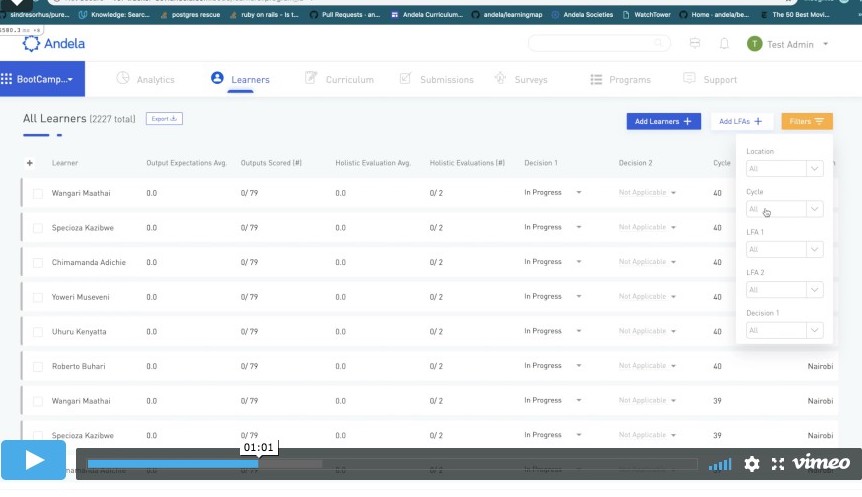 sindresorhus/pure... Knowledge: Searc... postgres rescue ruby on rails - Is t... Pull Requests · an... Andela Curriculum... andela/learningmap Andela Societies WatchTower Home · andela/be... The 50 Best Movi...
Andela
Test Admin
BootCamp... Analytics Learners Curriculum Submissions Surveys Programs Support
All Learners (2227 total) Export Add Learners + Add LFAs + Filters
+ Learner Output Expectations Avg. Outputs Scored (#) Holistic Evaluation Avg. Holistic Evaluations (#) Decision 1 Decision 2 Cycle
Location
All
Cycle
All
LFA 1
All
LFA 2
All
Decision 1
All
Wangari Maathai 0.0 0/ 79 0.0 0/ 2 In Progress Not Applicable 40
Specioza Kazibwe 0.0 0/ 79 0.0 0/ 2 In Progress Not Applicable 40
Chimamanda Adichie 0.0 0/ 79 0.0 0/ 2 In Progress Not Applicable 40
Yoweri Museveni 0.0 0/ 79 0.0 0/ 2 In Progress Not Applicable 40
Uhuru Kenyatta 0.0 0/ 79 0.0 0/ 2 In Progress Not Applicable 40
Roberto Buhari 0.0 0/ 79 0.0 0/ 2 In Progress Not Applicable 40 Nairobi
Wangari Maathai 0.0 0/ 79 0.0 0/ 2 In Progress Not Applicable 39 Nairobi
Specioza Kazibwe 0.0 0/ 79 0.0 0/ 2 In Progress Not Applicable 39 Nairobi
01:01
vimeo